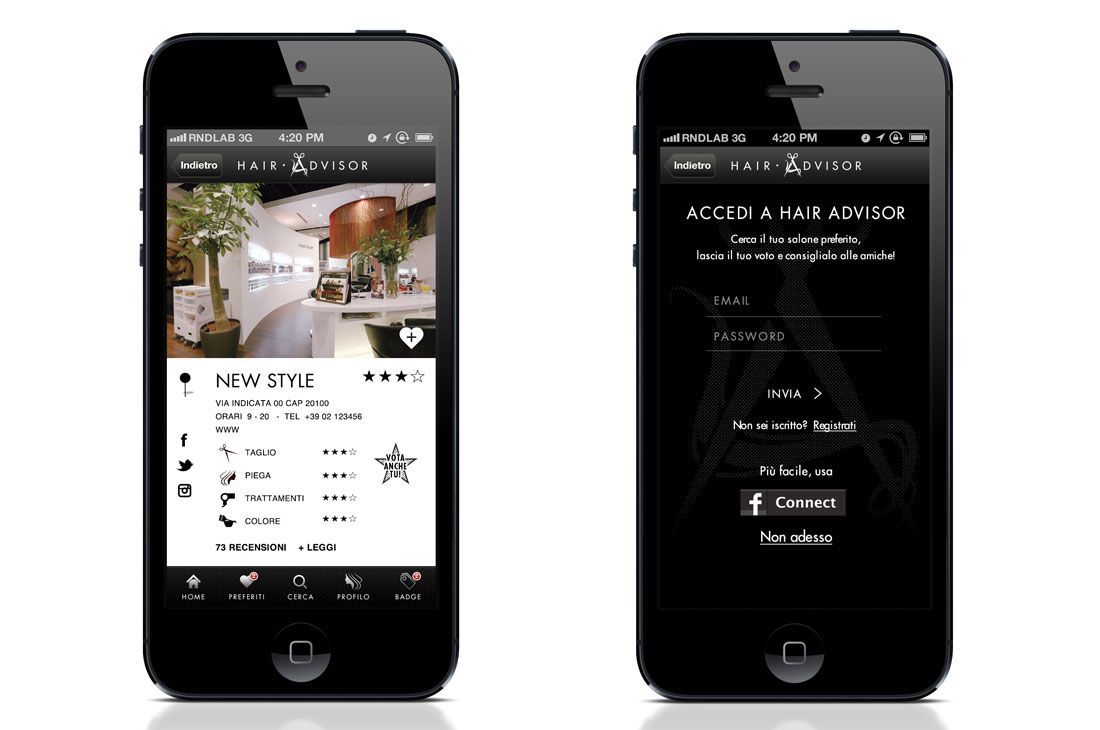 RNDLAB 3G 4:20 PM
Indietro HAIR · ADVISOR
NEW STYLE
VIA INDICATA 00 CAP 20100
ORARI 9 - 20 - TEL +39 02 123456
WWW
TAGLIO
PIEGA
TRATTAMENTI
COLORE
VOTA
ANCHE
TU!
73 RECENSIONI + LEGGI
HOME PREFERITI CERCA PROFILO BADGE
RNDLAB 3G 4:20 PM
Indietro HAIR · ADVISOR
ACCEDI A HAIR ADVISOR
Cerca il tuo salone preferito,
lascia il tuo voto e consiglialo alle amiche!
EMAIL
PASSWORD
INVIA >
Non sei iscritto? Registrati
Più facile, usa
f Connect
Non adesso